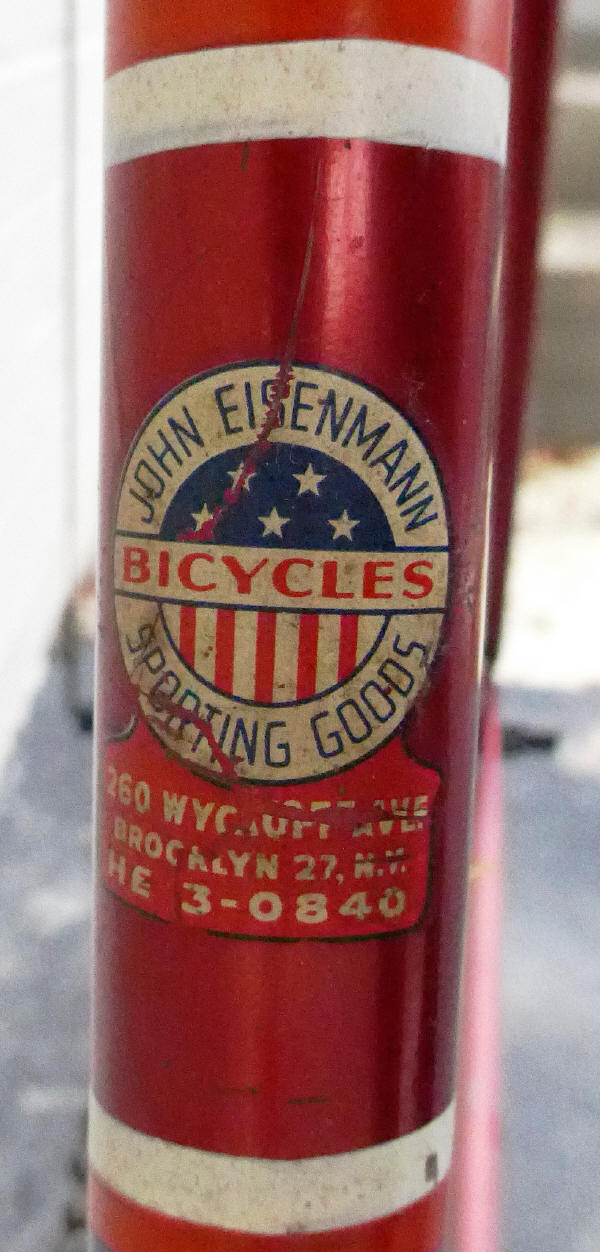 JOHN EISENMANN
BICYCLES
SPORTING GOODS
260 WYCKOFF AVE.
BROOKLYN 27, N.Y.
HE 3-0840